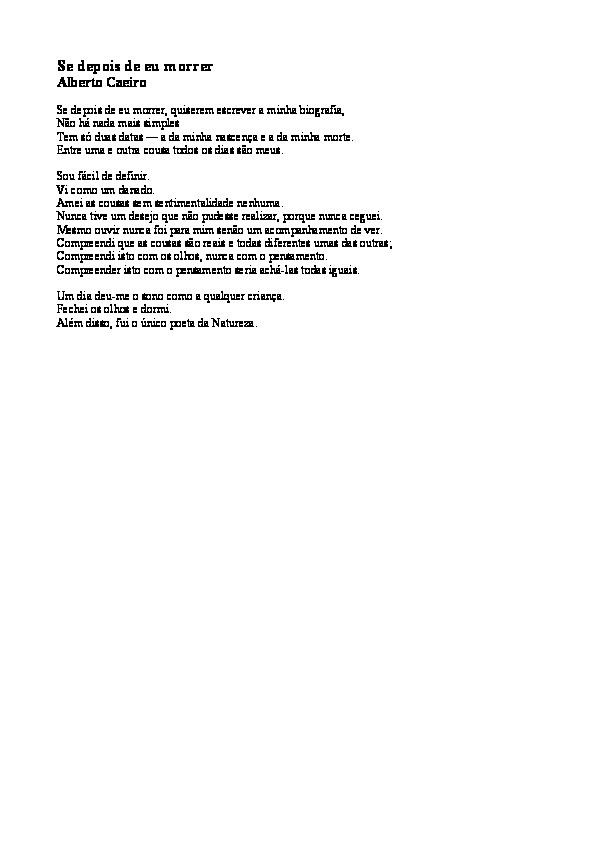 Se depois de eu morrer
Alberto Caeiro
Se depois de eu morrer, quiserem escrever a minha biografia,
Não há nada mais simples
Tem só duas datas — a da minha nascença e a da minha morte.
Entre uma e outra cousa todos os dias são meus.
Sou fácil de definir.
Vi como um danado.
Amei as cousas sem sentimentalidade nenhuma.
Nunca tive um desejo que não pudesse realizar, porque nunca ceguei.
Mesmo ouvir nunca foi para mim senão um acompanhamento de ver.
Compreendi que as cousas são reais e todas diferentes umas das outras;
Compreendi isto com os olhos, nunca com o pensamento.
Compreender isto com o pensamento seria achá-las todas iguais.
Um dia deu-me o sono como a qualquer criança.
Fechei os olhos e dormi.
Além disso, fui o único poeta da Natureza.